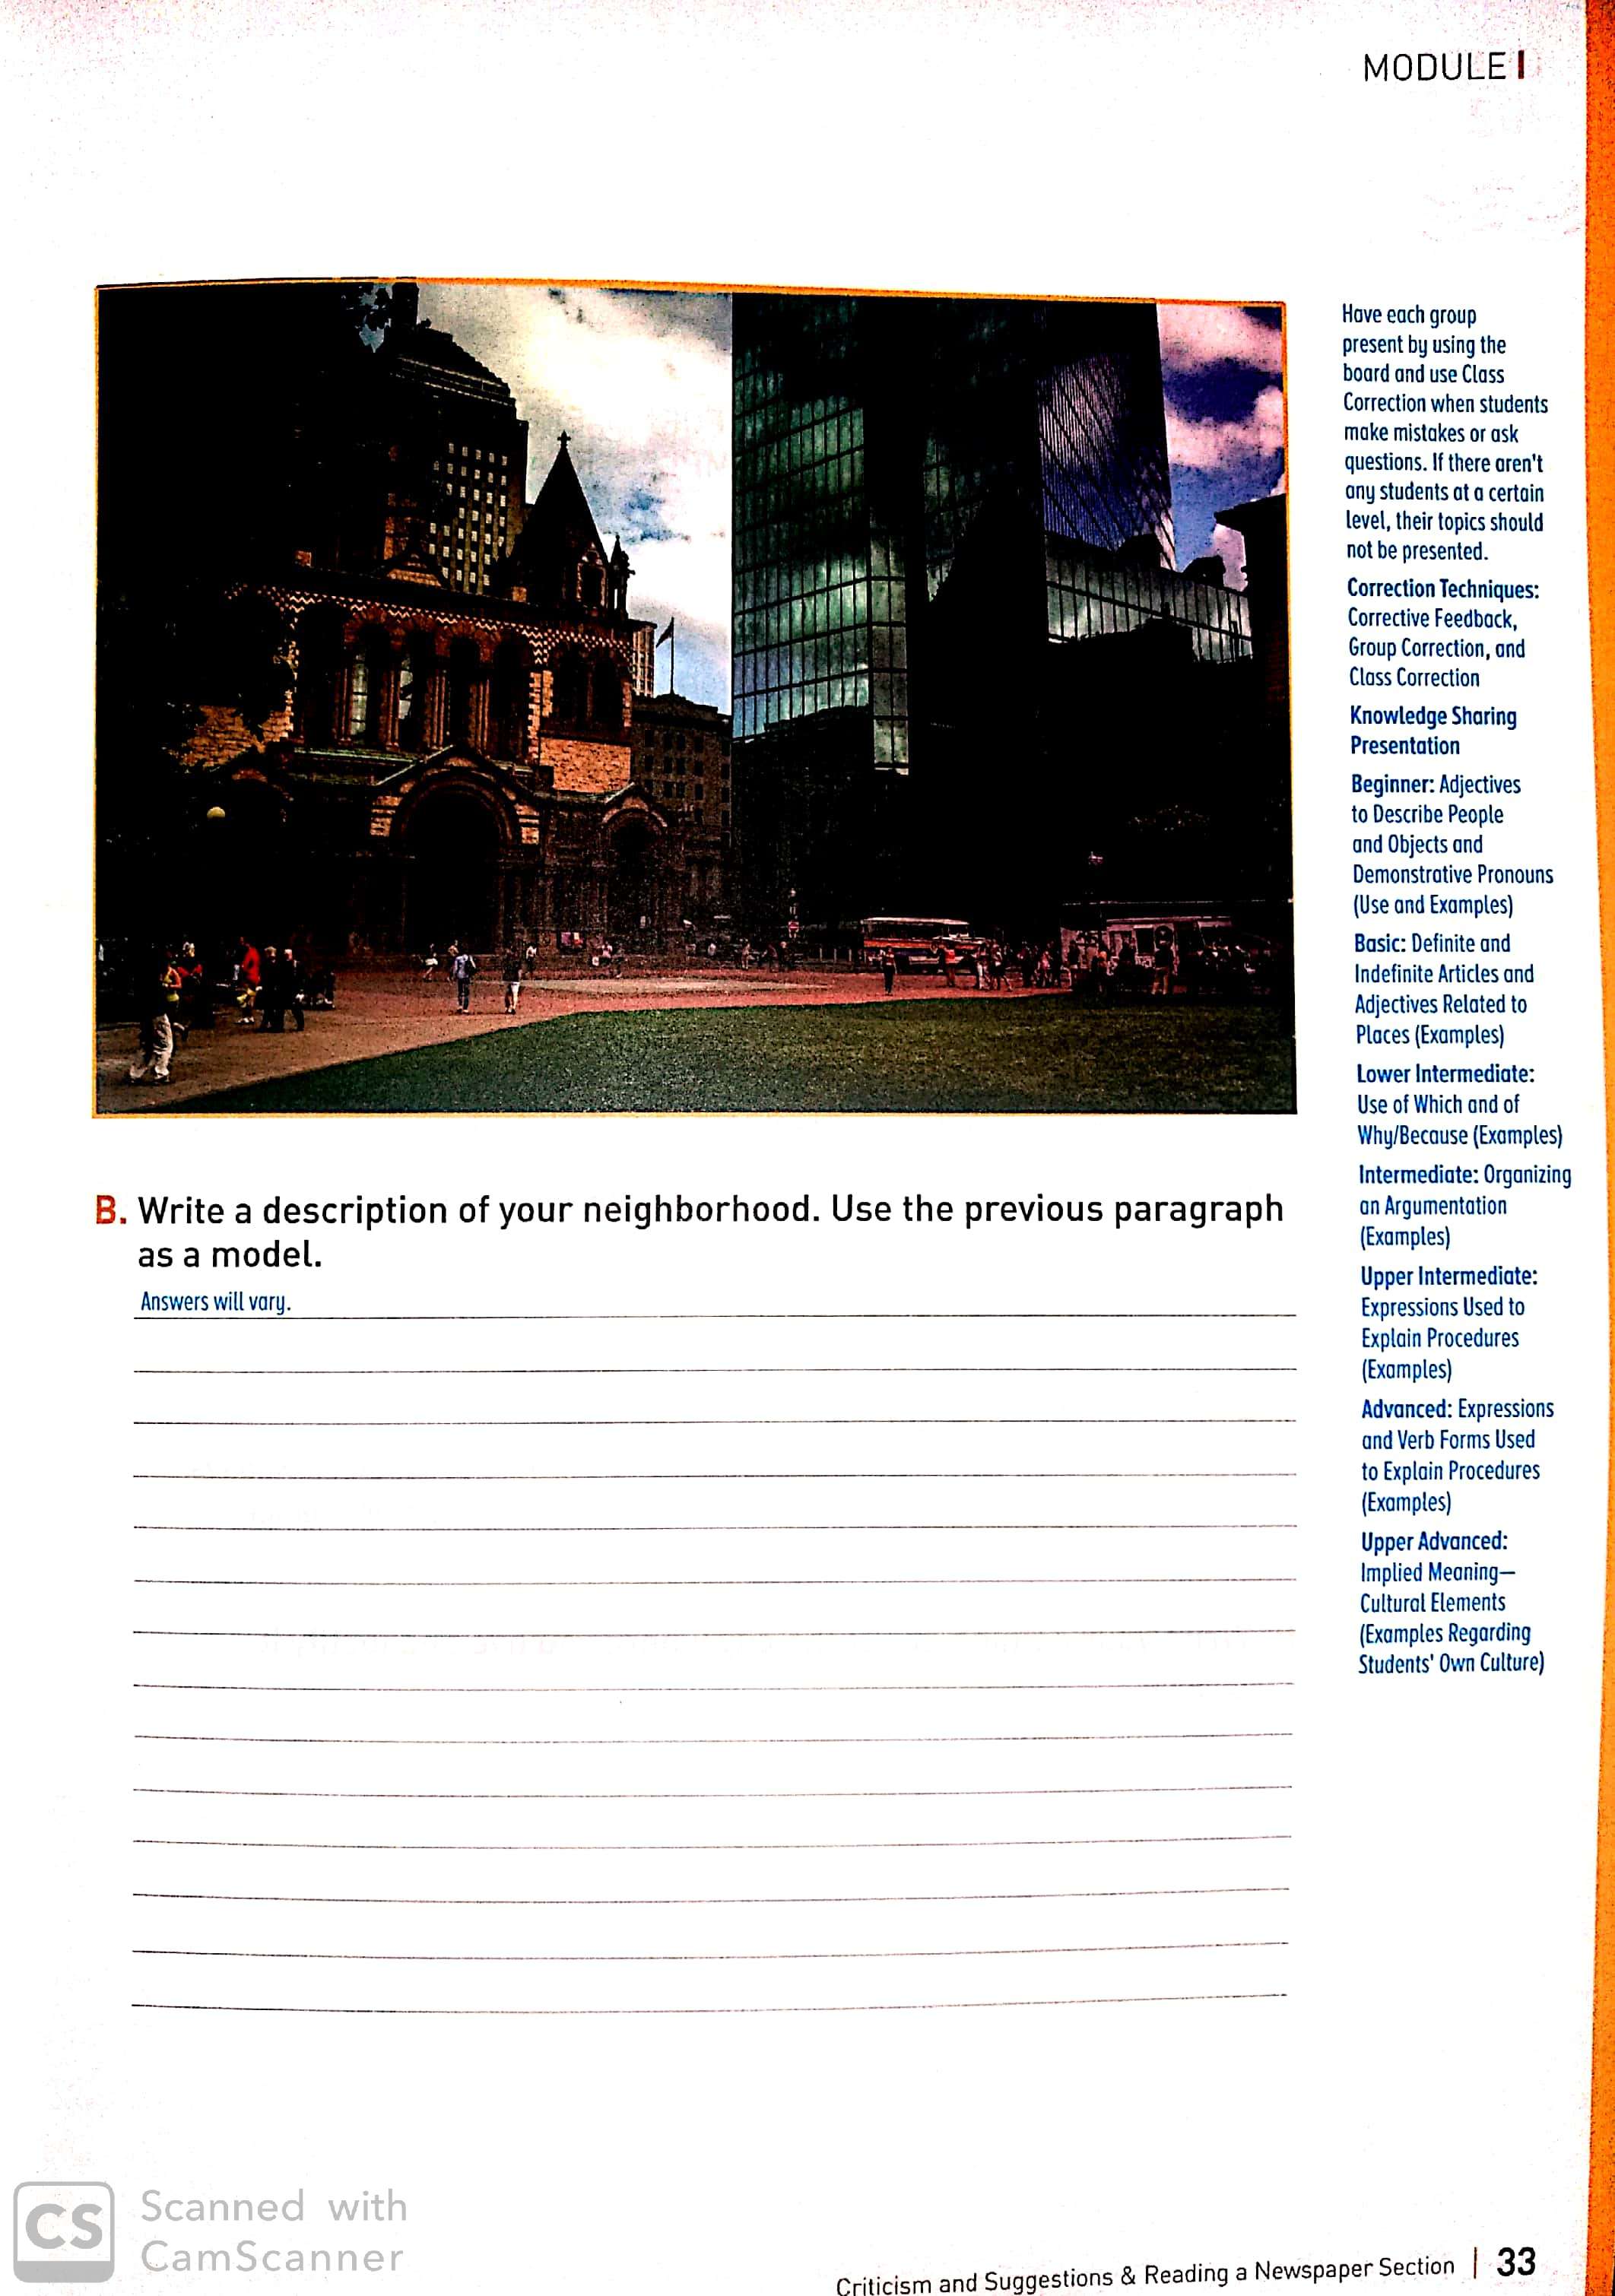 MODULE I
Have each group
present by using the
board and use Class
Correction when students
make mistakes or ask
questions. If there aren't
any students at a certain
level, their topics should
not be presented.
Correction Techniques:
Corrective Feedback,
Group Correction, and
Class Correction
Knowledge Sharing
Presentation
Beginner: Adjectives
to Describe People
and Objects and
Demonstrative Pronouns
(Use and Examples)
Basic: Definite and
Indefinite Articles and
Adjectives Related to
Places (Examples)
Lower Intermediate:
Use of Which and of
Why/Because (Examples)
Intermediate: Organizing
an Argumentation
(Examples)
Upper Intermediate:
Expressions Used to
Explain Procedures
(Examples)
Advanced: Expressions
and Verb Forms Used
to Explain Procedures
(Examples)
Upper Advanced:
Implied Meaning—
Cultural Elements
(Examples Regarding
Students' Own Culture)
B. Write a description of your neighborhood. Use the previous paragraph
as a model.
Answers will vary.
CS Scanned with
CamScanner
Criticism and Suggestions & Reading a Newspaper Section | 33